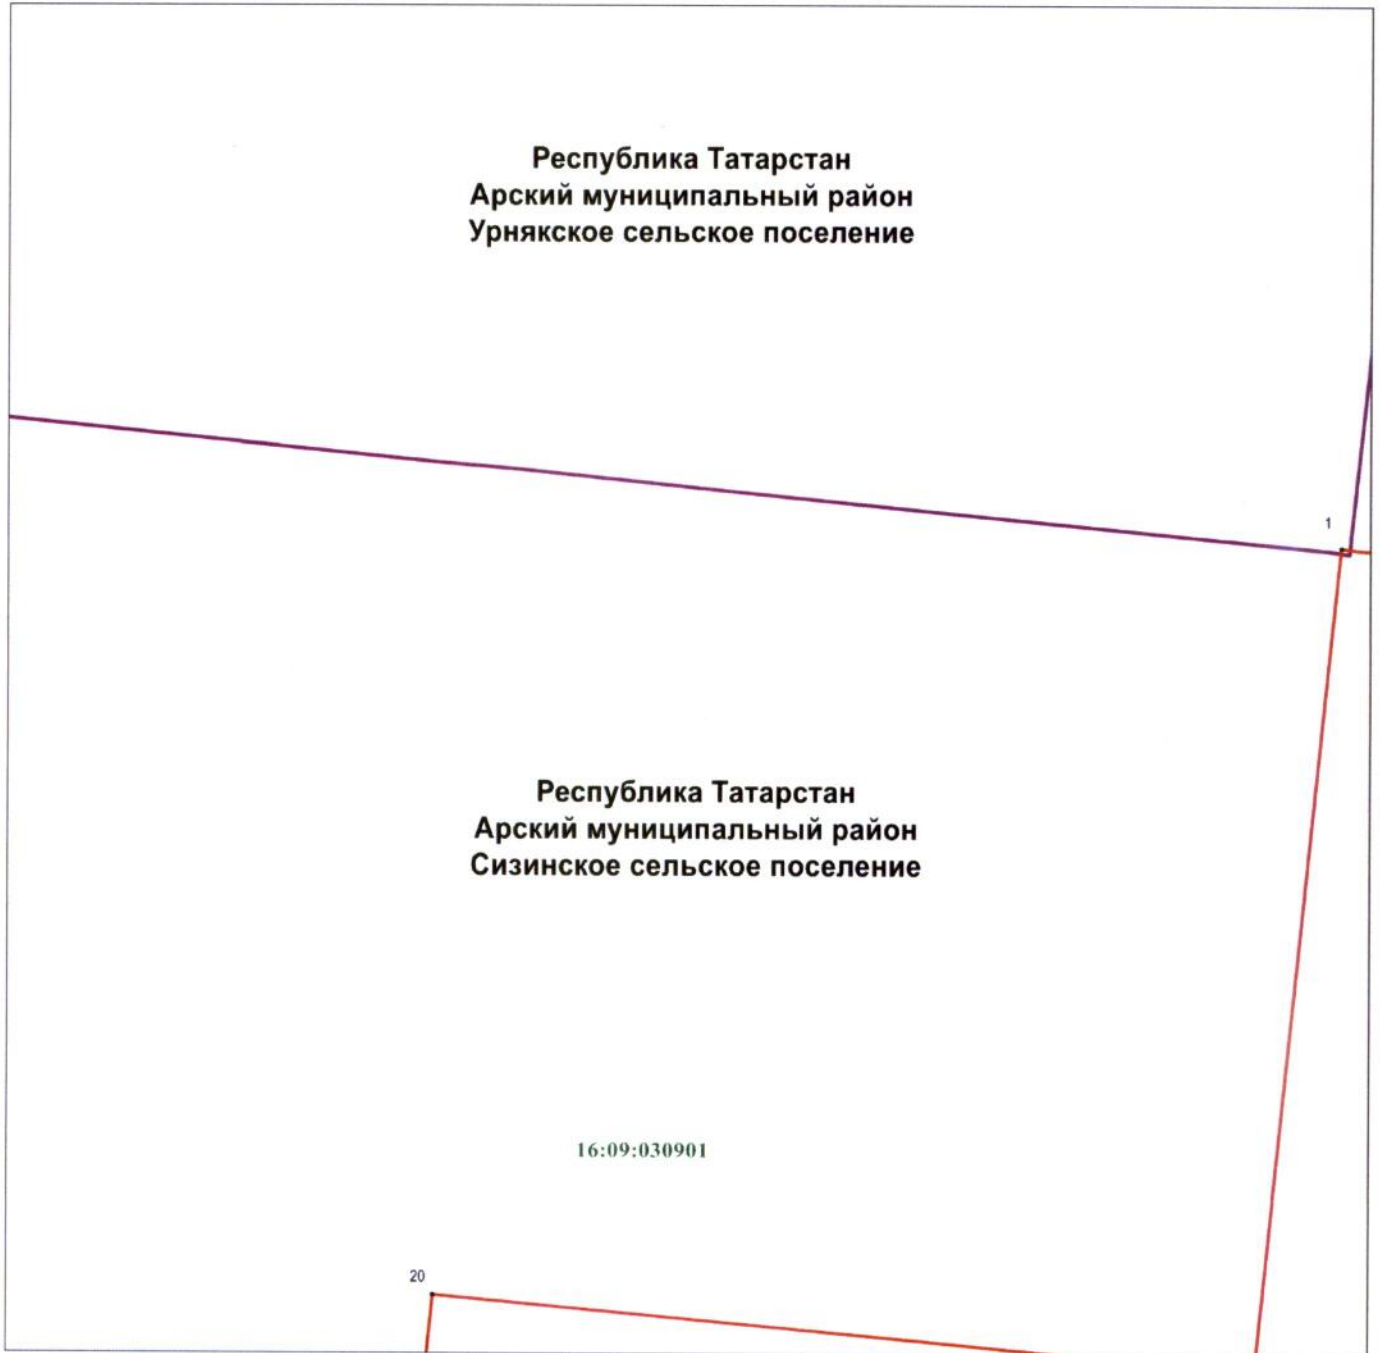 Республика Татарстан
Арский муниципальный район
Урнякское сельское поселение
1
Республика Татарстан
Арский муниципальный район
Сизинское сельское поселение
16:09:030901
20